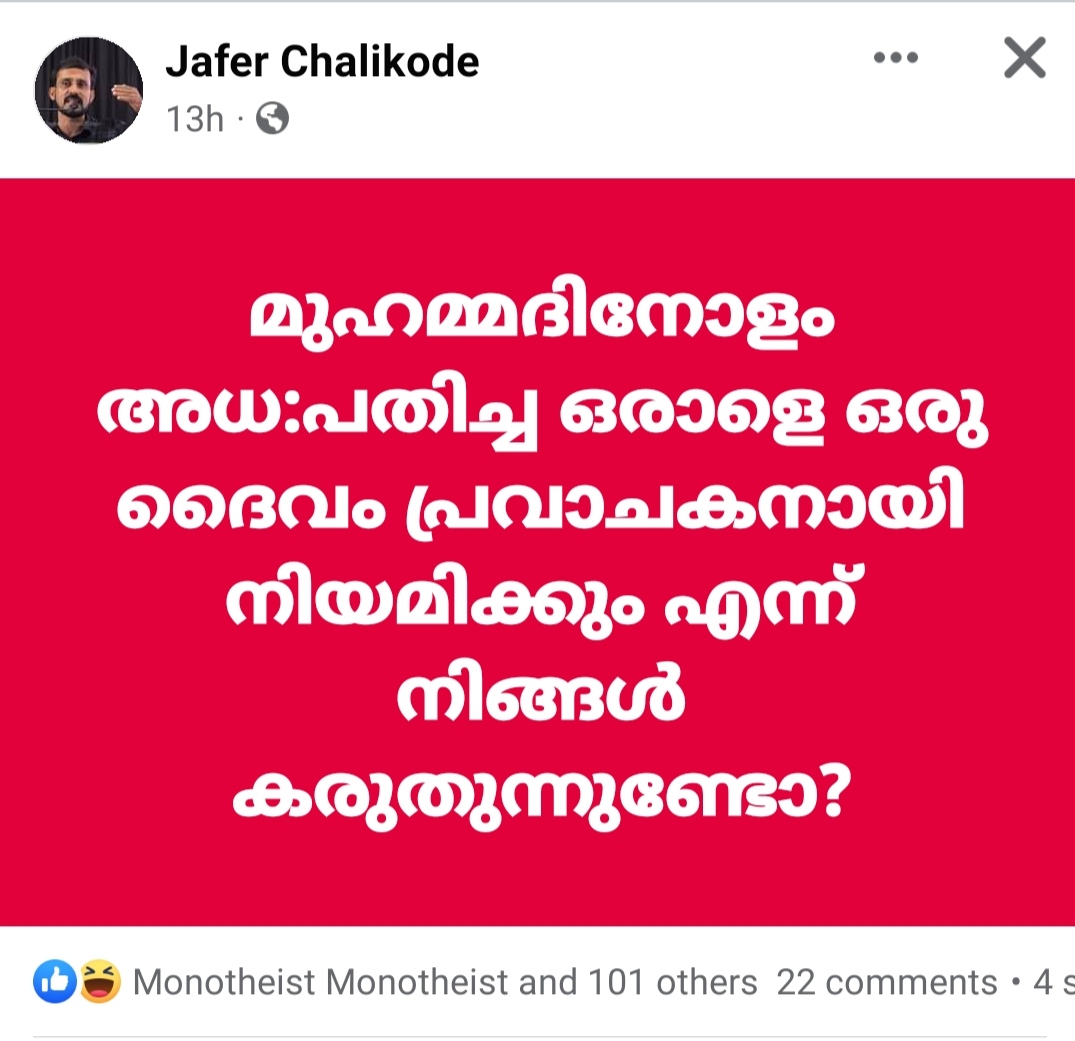 Jafer Chalikode
13h ·
മുഹമ്മദിനോളം
അധ:പതിച്ച ഒരാളെ ഒരു
ദൈവം പ്രവാചകനായി
നിയമിക്കും എന്ന്
നിങ്ങൾ
കരുതുന്നുണ്ടോ?
Monotheist Monotheist and 101 others 22 comments • 4 s